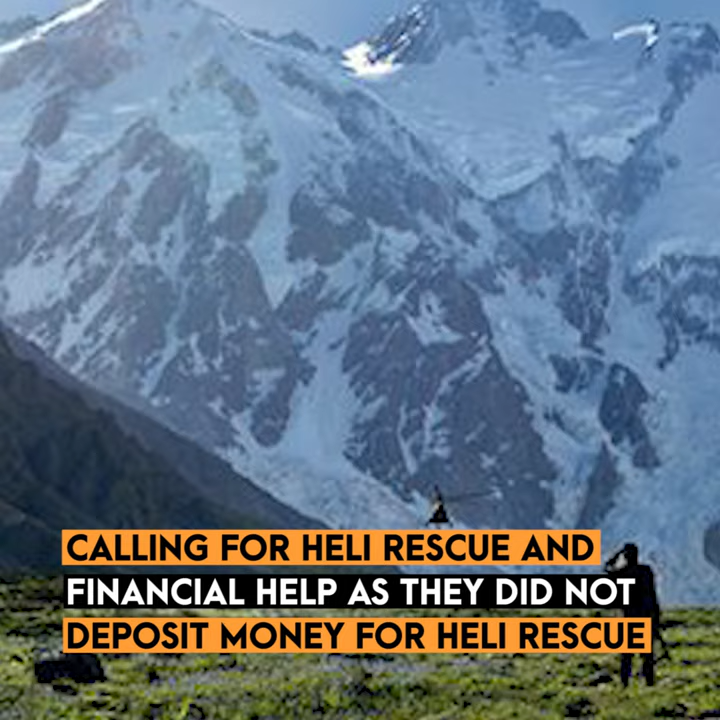 CALLING FOR HELI RESCUE AND
FINANCIAL HELP AS THEY DID NOT
DEPOSIT MONEY FOR HELI RESCUE